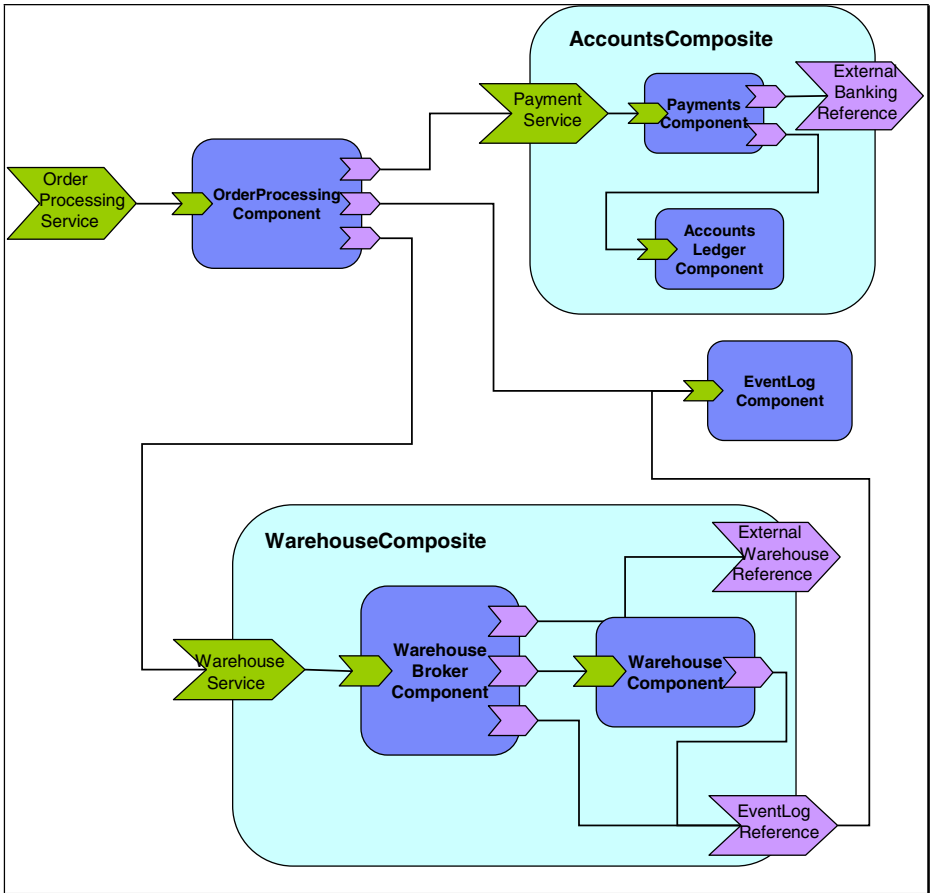 AccountsComposite
External
Banking
Reference
Payment
Service
Payments
Component
Order
Processing
Service
OrderProcessing
Component
Accounts
Ledger
Component
EventLog
Component
WarehouseComposite
External
Warehouse
Reference
Warehouse
Service
Warehouse
Broker
Component
Warehouse
Component
EventLog
Reference